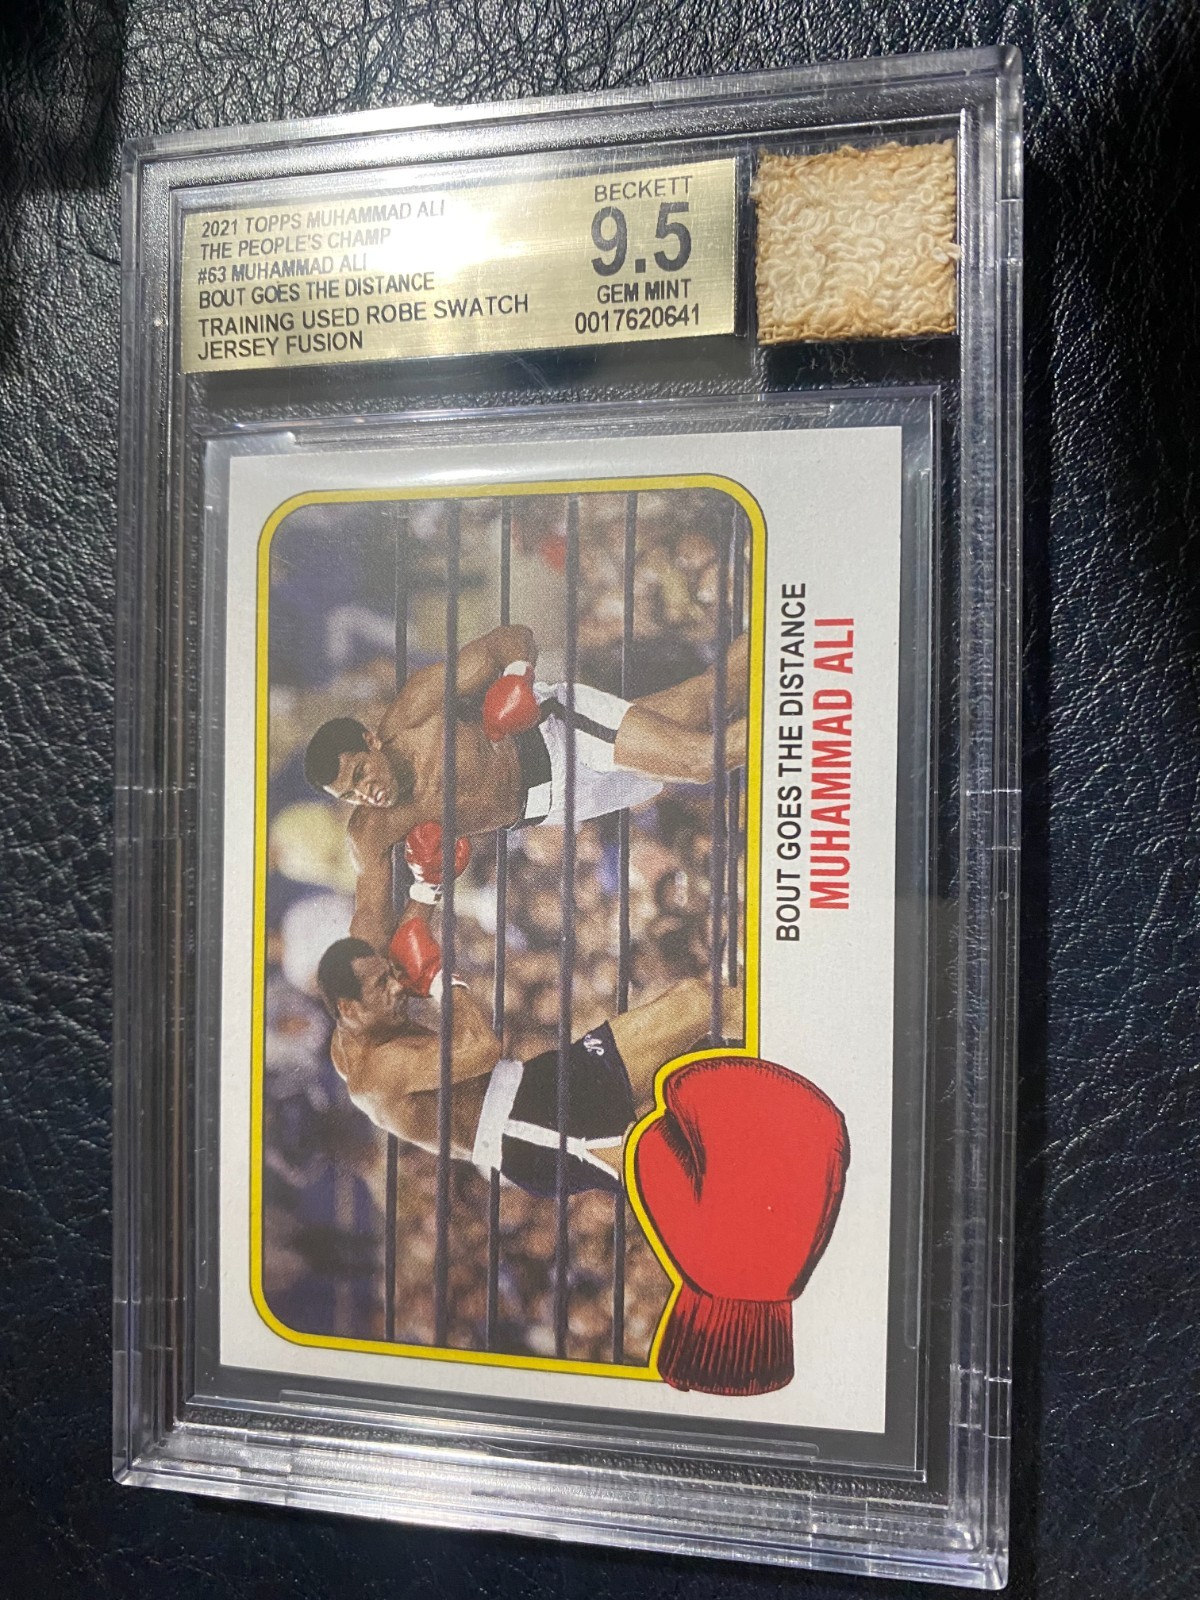 2021 TOPPS MUHAMMAD ALI
THE PEOPLE'S CHAMP
#63 MUHAMMAD ALI
BOUT GOES THE DISTANCE
TRAINING USED ROBE SWATCH
JERSEY FUSION
BECKETT
9.5
GEM MINT
0017620641
BOUT GOES THE DISTANCE
MUHAMMAD ALI